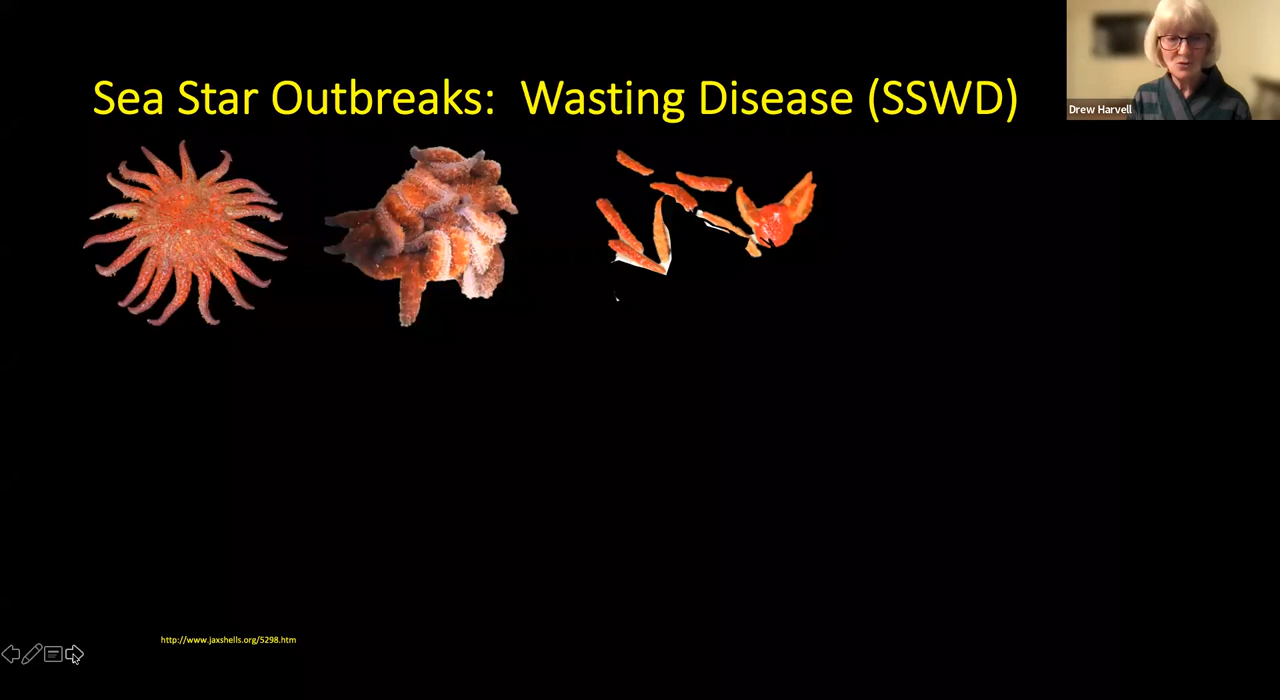 Sea Star Outbreaks: Wasting Disease (SSWD)
Drew Harvell
http://www.jaxshells.org/5298.htm